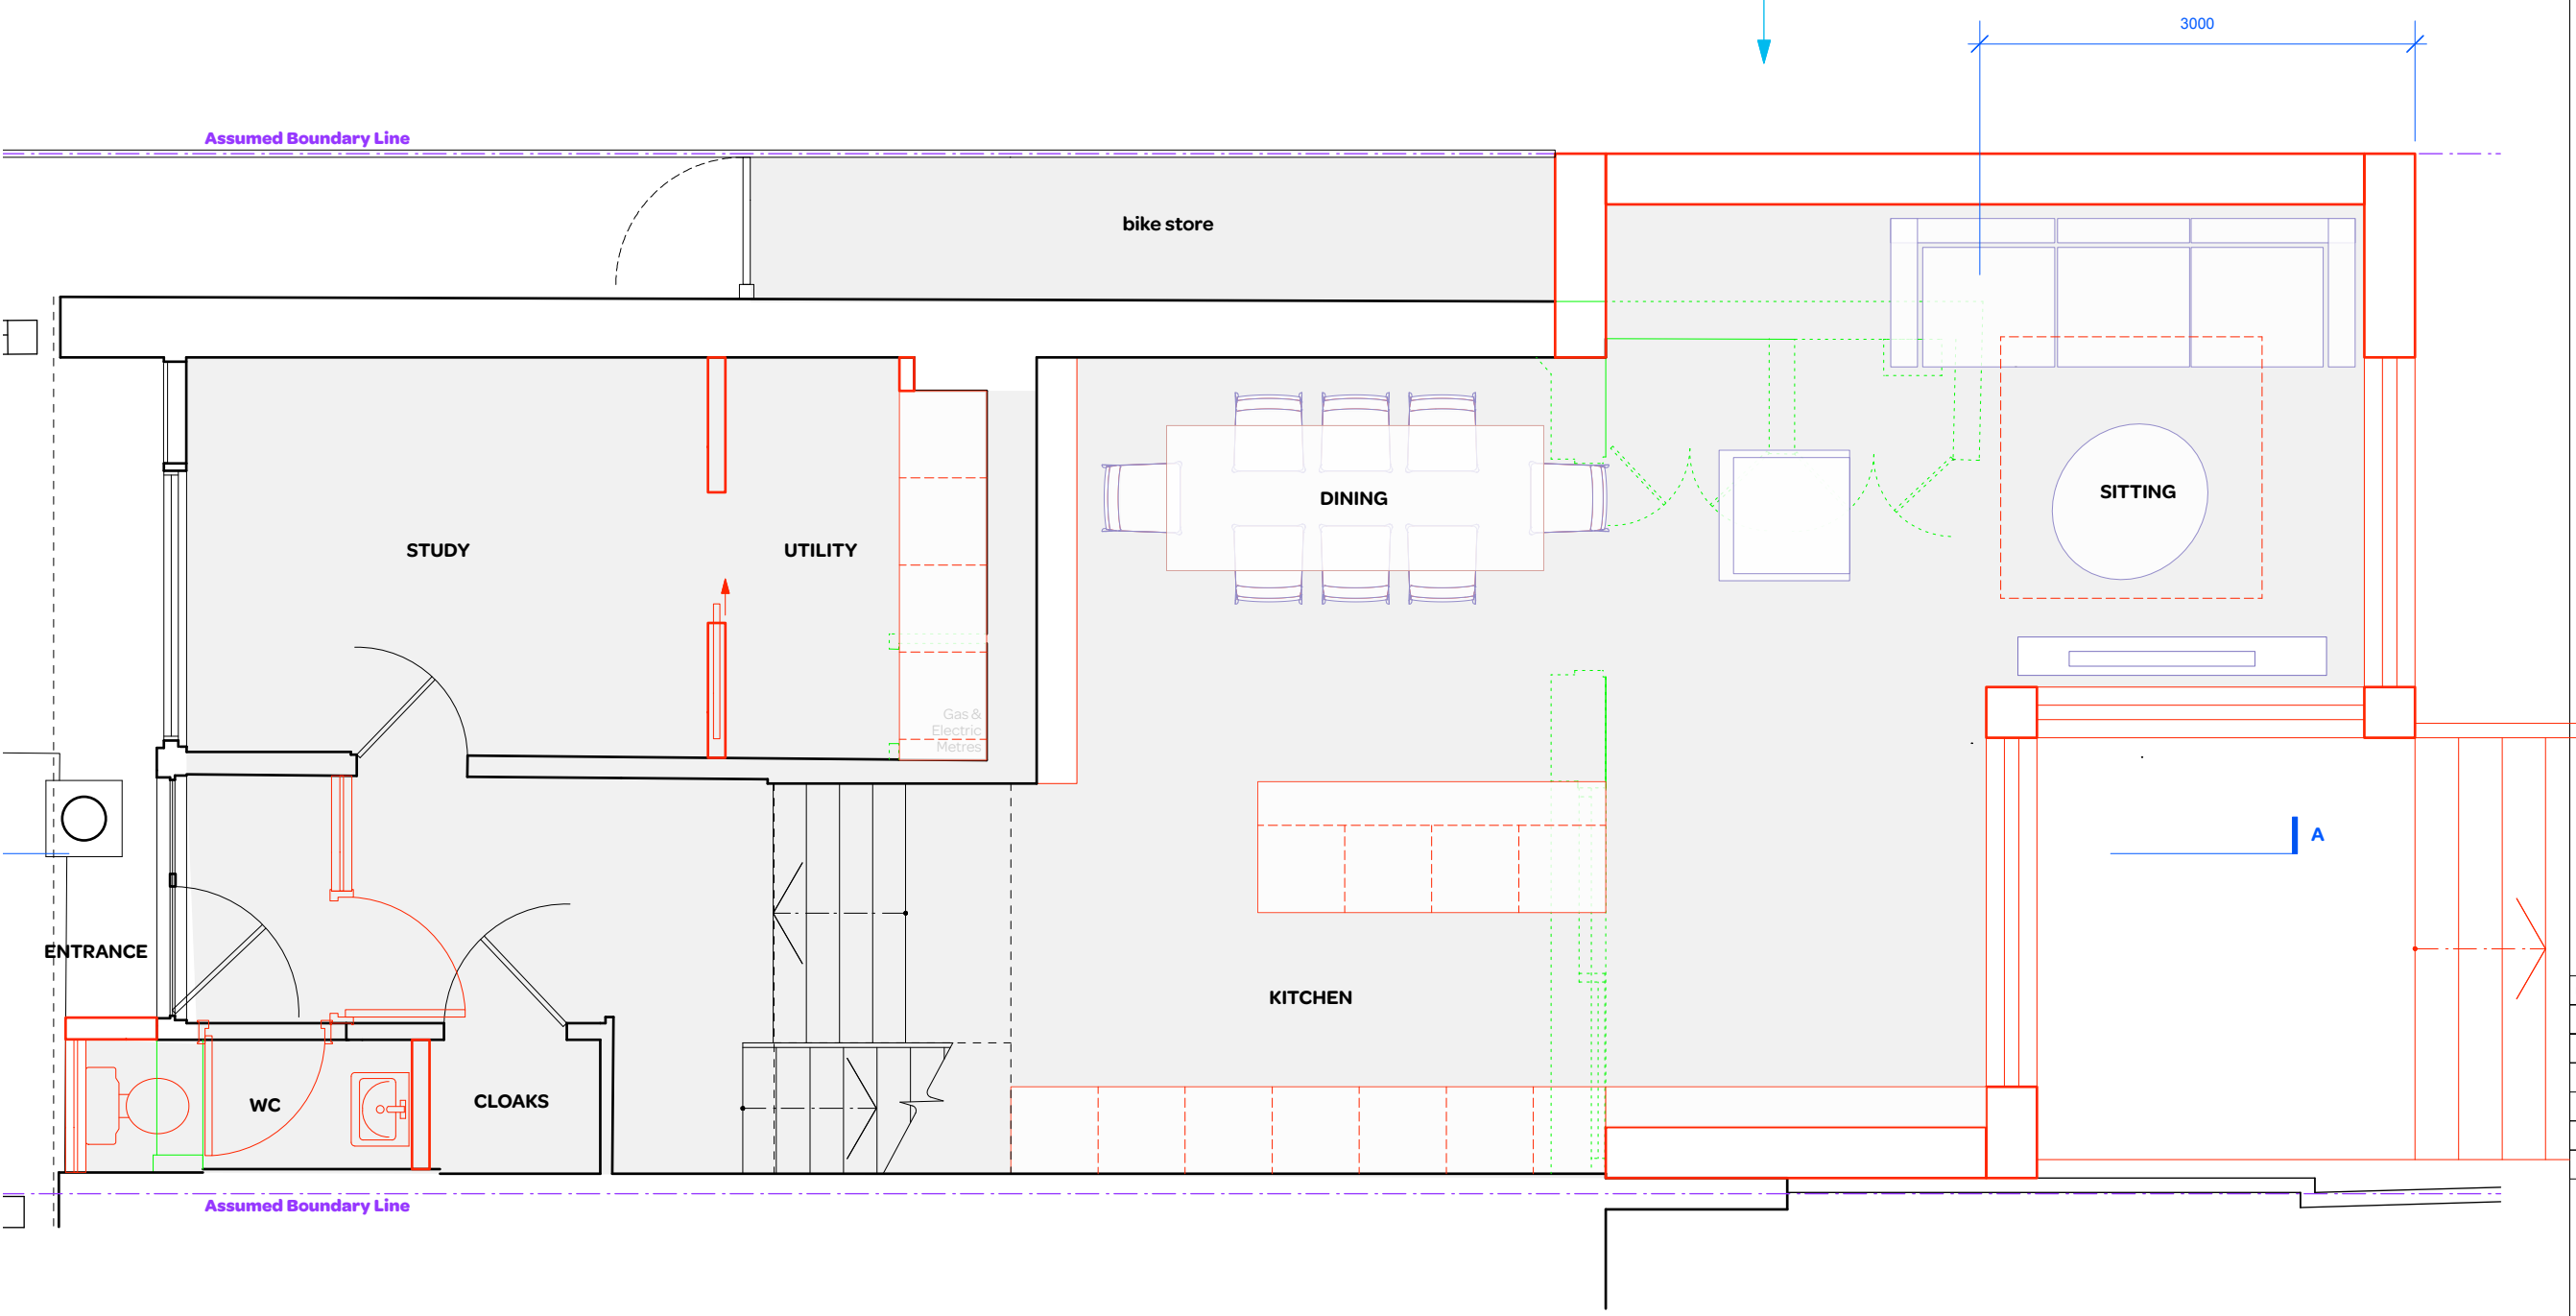 3000
Assumed Boundary Line
bike store
DINING
SITTING
STUDY
UTILITY
Gas &
Electric
Metres
A
ENTRANCE
KITCHEN
WC
CLOAKS
Assumed Boundary Line